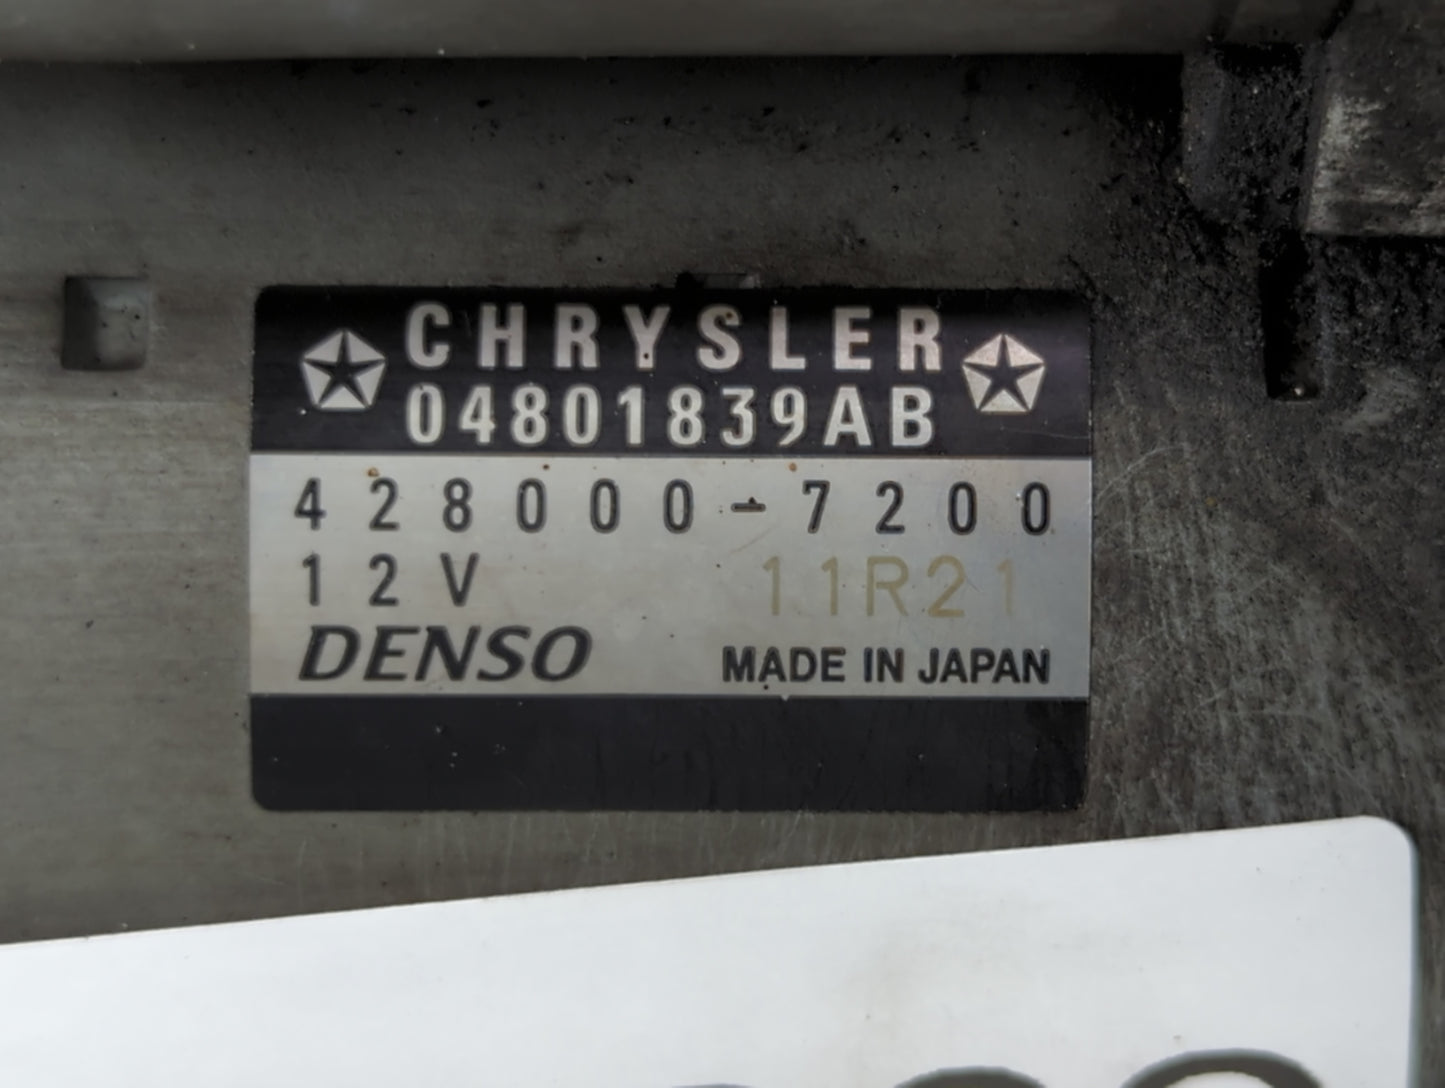 CHRYSLER
04801839AB
428000-7200
12V 11R21
DENSO MADE IN JAPAN